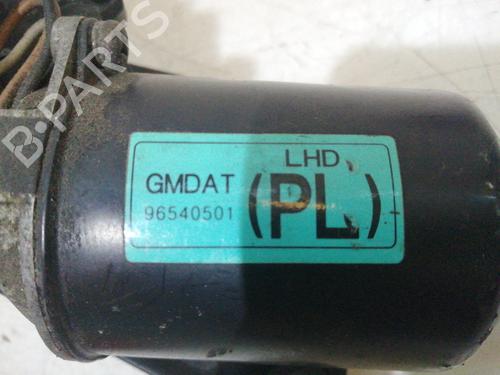 B-PARTS
LHD
GMDAT
(PL)
96540501